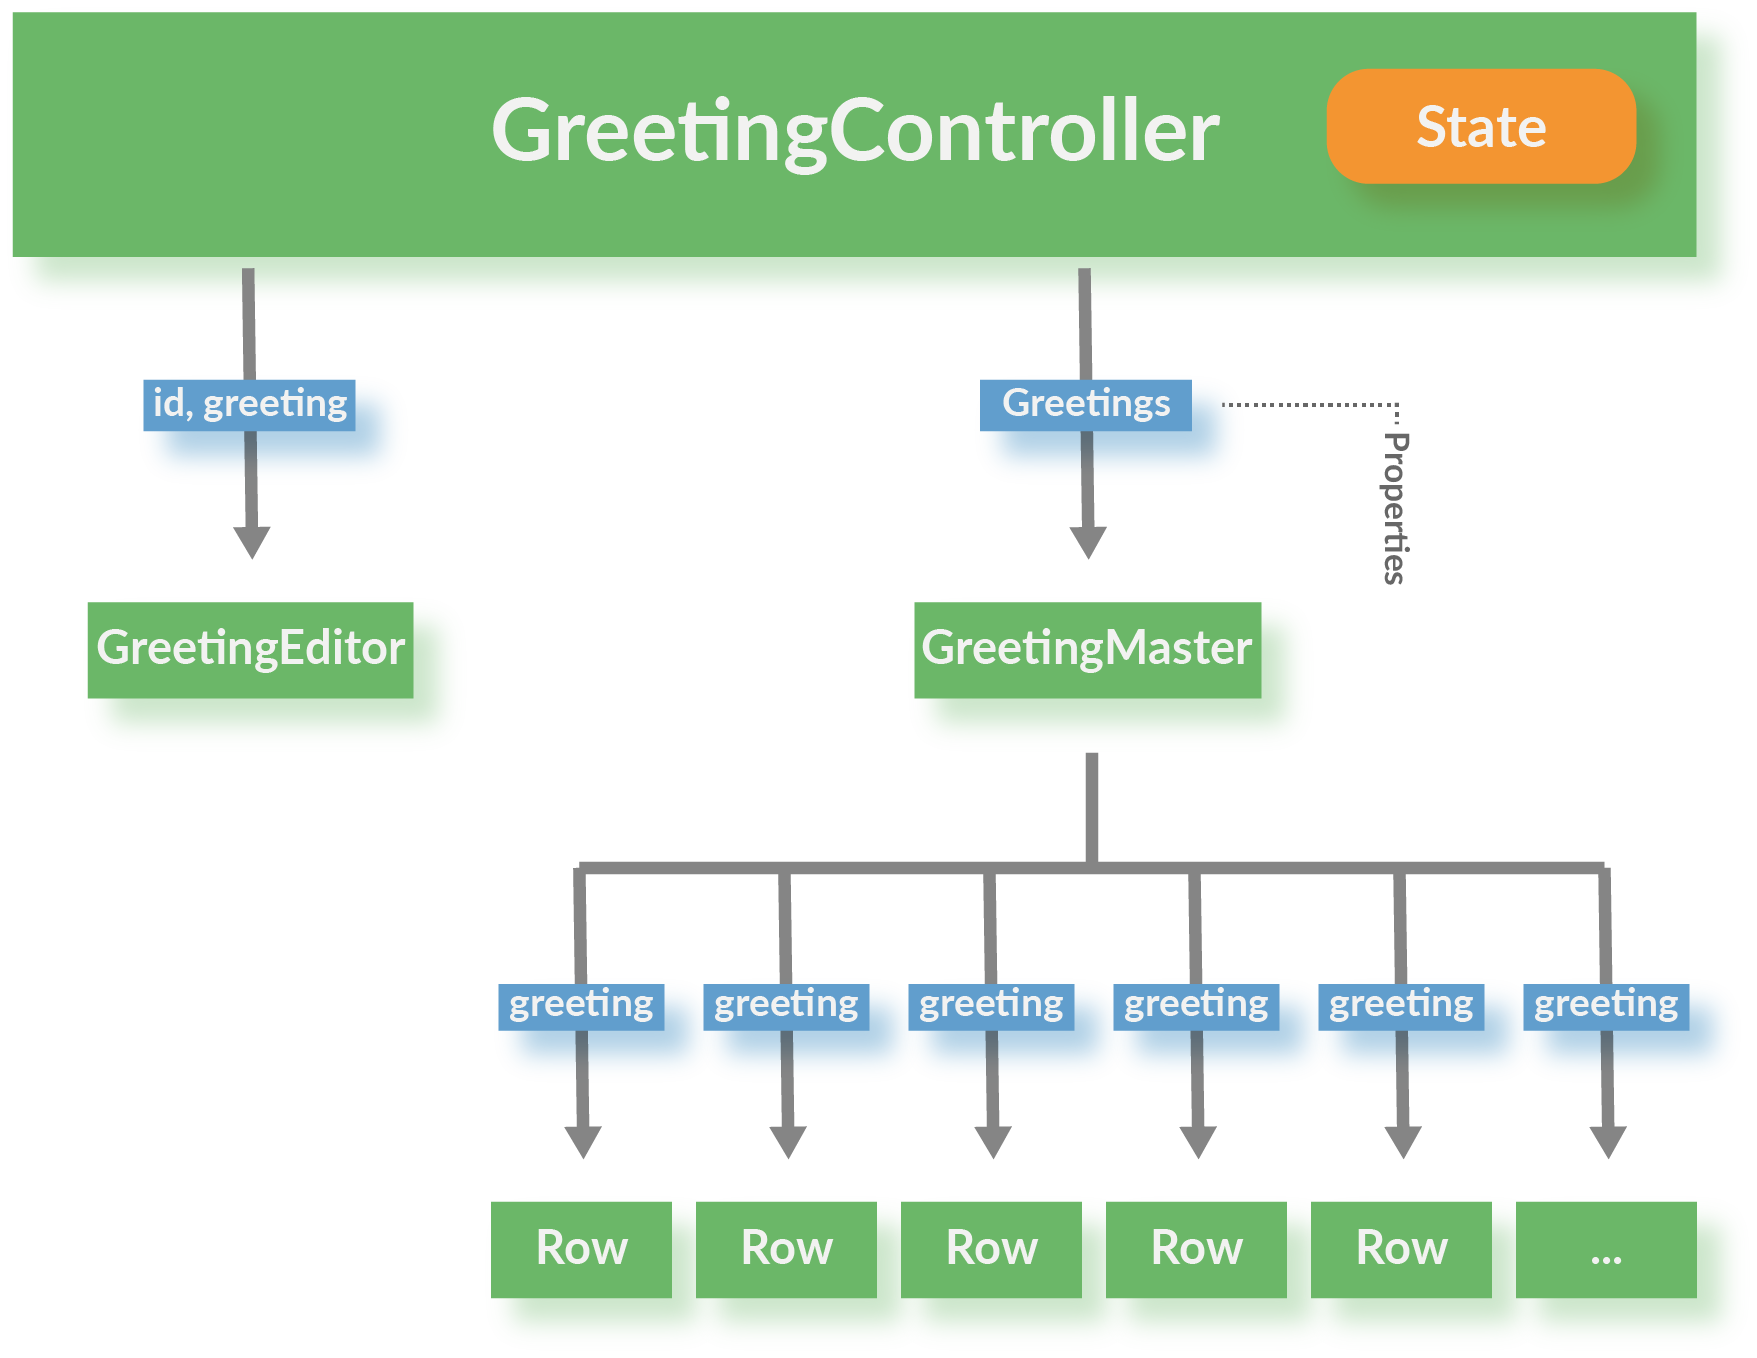 GreetingController
State
id, greeting
Greetings
Properties
GreetingEditor
GreetingMaster
greeting
greeting
greeting
greeting
greeting
greeting
Row
Row
Row
Row
Row
...